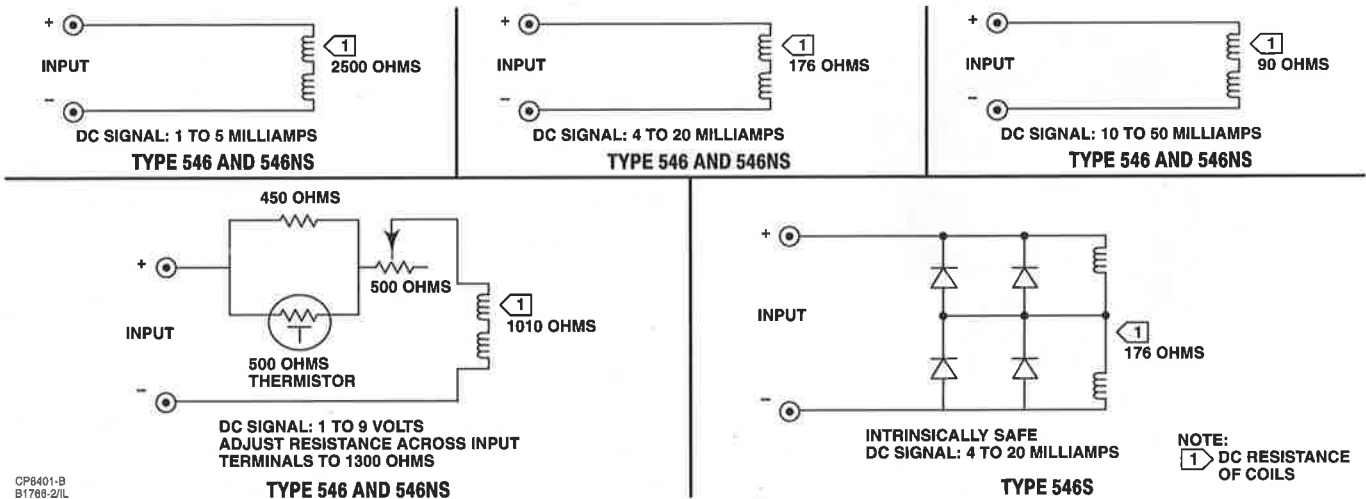 +
INPUT
−
1
2500 OHMS
DC SIGNAL: 1 TO 5 MILLIAMPS
TYPE 546 AND 546NS
+
INPUT
−
1
176 OHMS
DC SIGNAL: 4 TO 20 MILLIAMPS
TYPE 546 AND 546NS
+
INPUT
−
1
90 OHMS
DC SIGNAL: 10 TO 50 MILLIAMPS
TYPE 546 AND 546NS
450 OHMS
+
500 OHMS
INPUT
1
1010 OHMS
T
500 OHMS
THERMISTOR
−
DC SIGNAL: 1 TO 9 VOLTS
ADJUST RESISTANCE ACROSS INPUT
TERMINALS TO 1300 OHMS
TYPE 546 AND 546NS
CP6401-B
B1766-2/IL
+
INPUT
1
176 OHMS
−
INTRINSICALLY SAFE
DC SIGNAL: 4 TO 20 MILLIAMPS
TYPE 546S
NOTE:
1 DC RESISTANCE
OF COILS